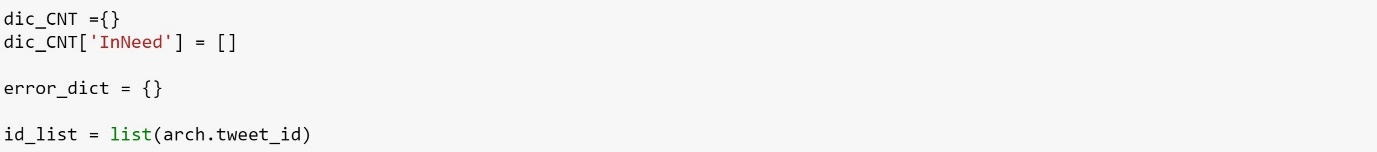 dic_CNT ={}
dic_CNT['InNeed'] = []
error_dict = {}
id_list = list(arch.tweet_id)